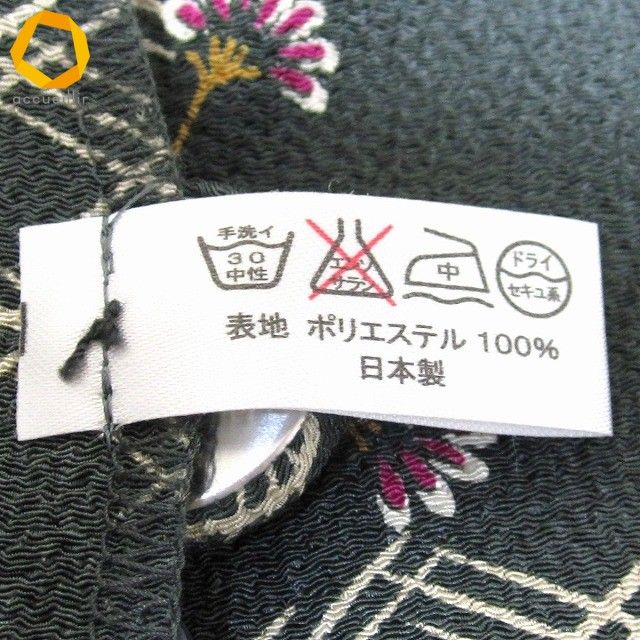 accueillir
手洗イ
30
中性
エンソ
サラシ
中
ドライ
セキユ系
表地 ポリエステル 100%
日本製